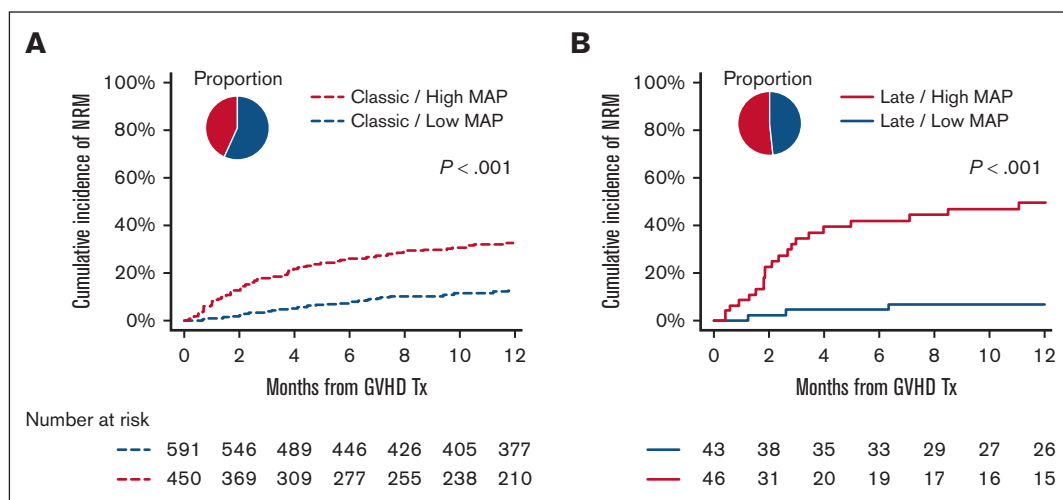 A
Cumulative incidence of NRM
100%
80%
60%
40%
20%
0%
Proportion
Classic / High MAP
Classic / Low MAP
P < .001
0 2 4 6 8 10 12
Months from GVHD Tx
B
Cumulative incidence of NRM
100%
80%
60%
40%
20%
0%
Proportion
Late / High MAP
Late / Low MAP
P < .001
0 2 4 6 8 10 12
Months from GVHD Tx
Number at risk
591 546 489 446 426 405 377
450 369 309 277 255 238 210
43 38 35 33 29 27 26
46 31 20 19 17 16 15